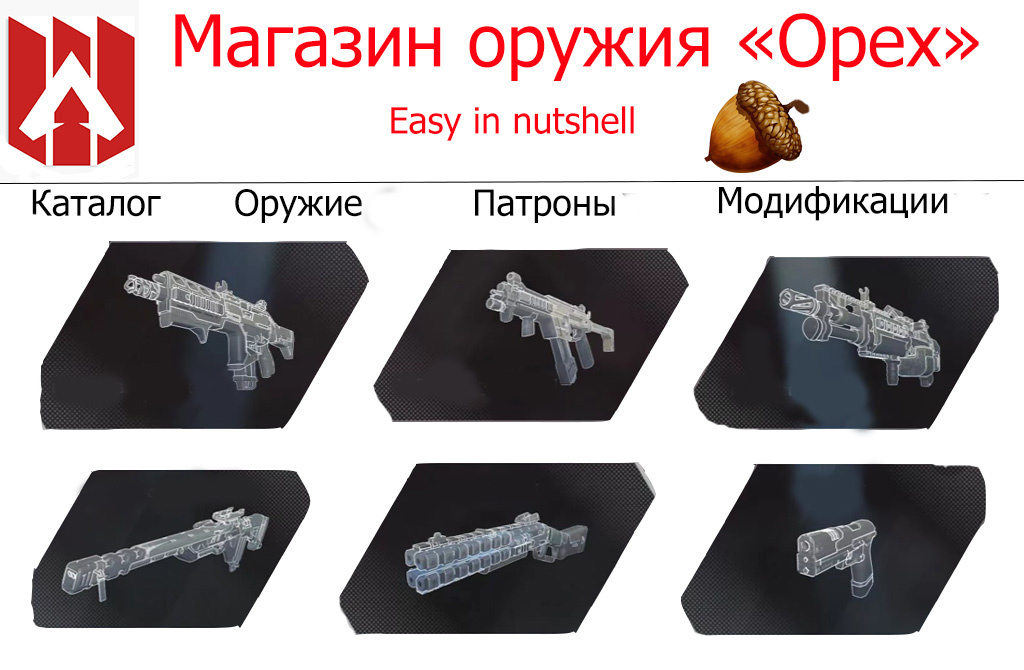 Магазин оружия «Орех»
Easy in nutshell
Каталог Оружие Патроны Модификации